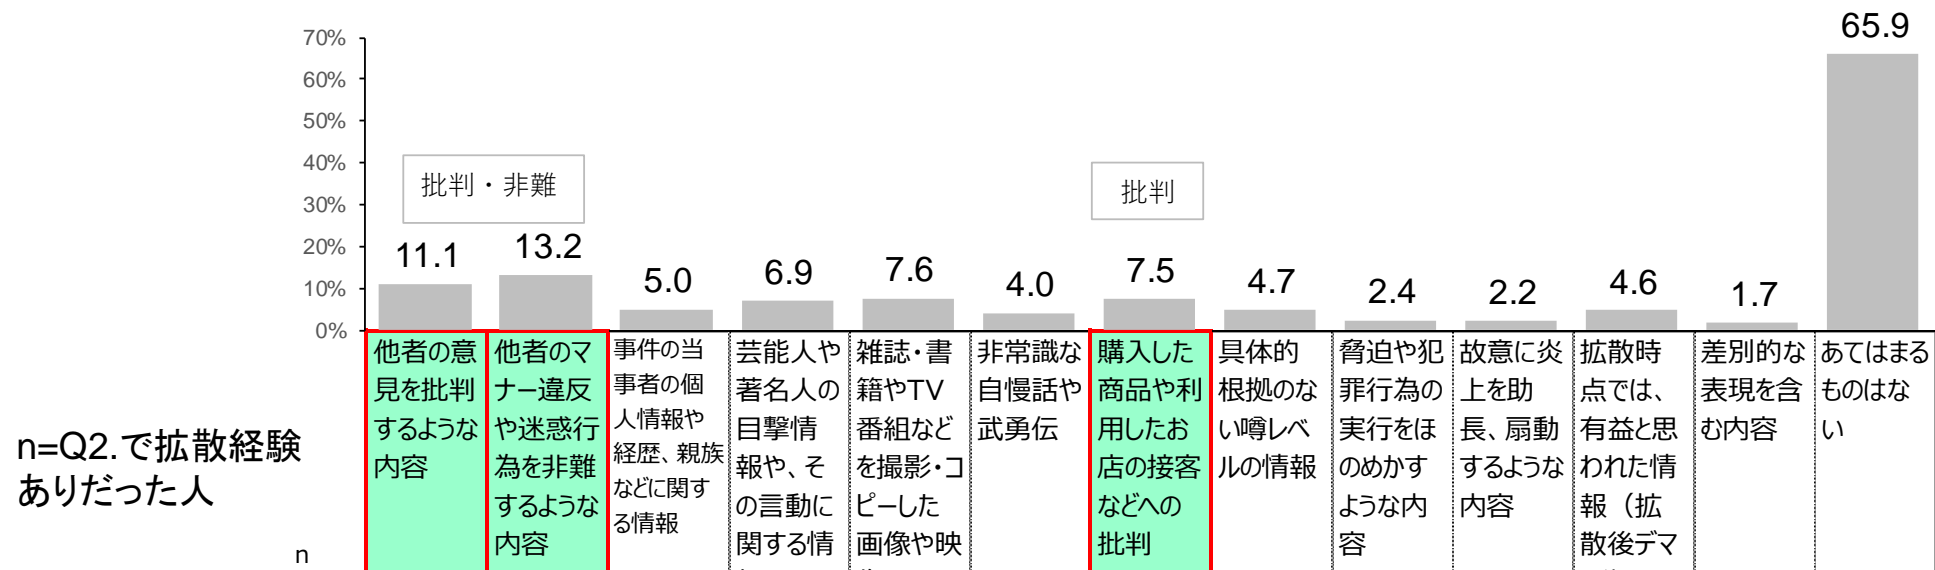 65.9
70%
60%
50%
40%
30%
20%
10%
0%
批判・非難
批判
11.1
13.2
5.0
6.9
7.6
4.0
7.5
4.7
2.4
2.2
4.6
1.7
他者の意
見を批判
するような
内容
他者のマ
ナー違反
や迷惑行
為を非難
するような
内容
事件の当
事者の個
人情報や
経歴、親族
などに関す
る情報
芸能人や
著名人の
目撃情
報や、そ
の言動に
関する情
雑誌・書
籍やTV
番組など
を撮影・コ
ピーした
画像や映
非常識な
自慢話や
武勇伝
購入した
商品や利
用したお
店の接客
などへの
批判
具体的
根拠のな
い噂レベ
ルの情報
脅迫や犯
罪行為の
実行をほ
のめかす
ような内
容
故意に炎
上を助
長、扇動
するような
内容
拡散時
点では、
有益と思
われた情
報（拡
散後デマ
差別的な
表現を含
む内容
あてはまる
ものはな
い
n=Q2.で拡散経験
ありだった人
n